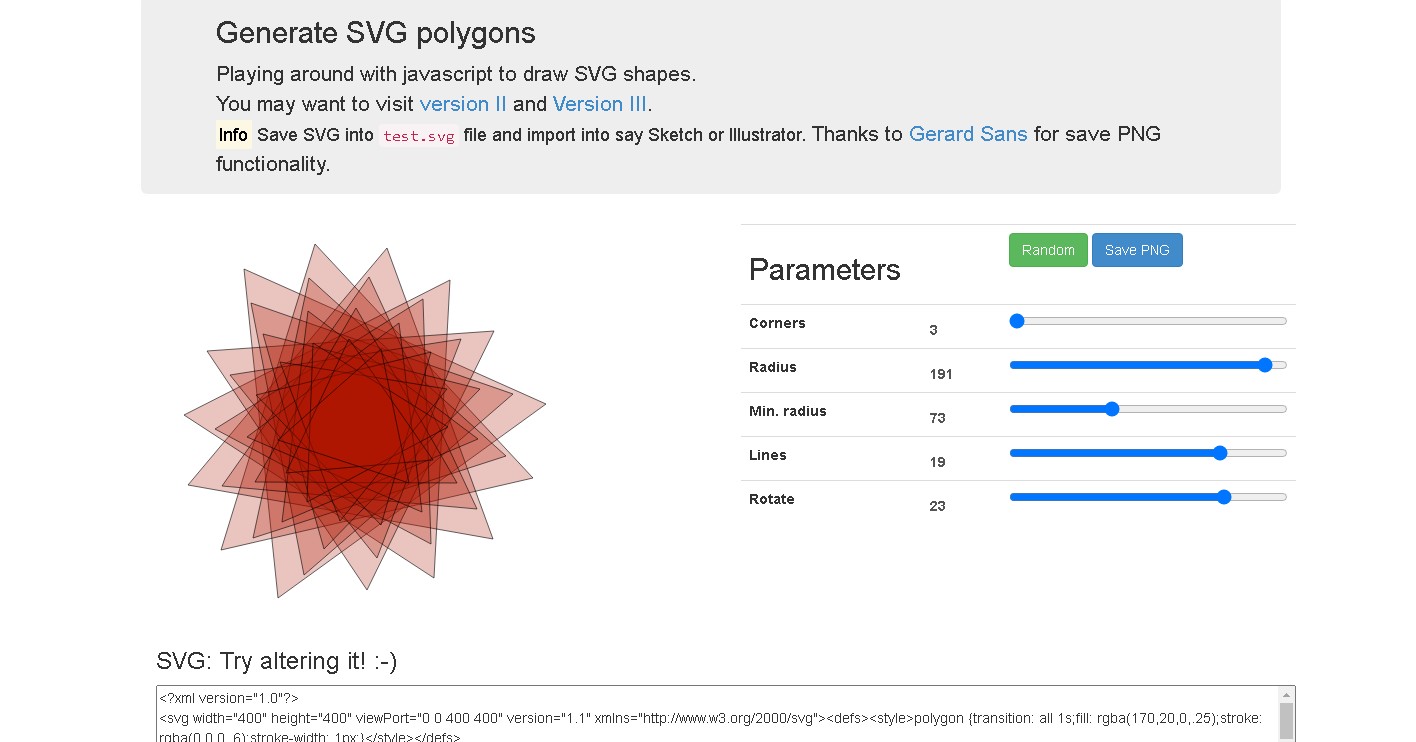 Generate SVG polygons
Playing around with javascript to draw SVG shapes.
You may want to visit version II and Version III.
Info Save SVG into test.svg file and import into say Sketch or Illustrator. Thanks to Gerard Sans for save PNG
functionality.
Random Save PNG
Parameters
Corners 3
Radius 191
Min. radius 73
Lines 19
Rotate 23
SVG: Try altering it! :-)
<?xml version="1.0"?>
<svg width="400" height="400" viewPort="0 0 400 400" version="1.1" xmlns="http://www.w3.org/2000/svg"><defs><style>polygon {transition: all 1s;fill: rgba(170,20,0,.25);stroke:
rgba(0,0,0,.6);stroke-width: 1px;}</style></defs>